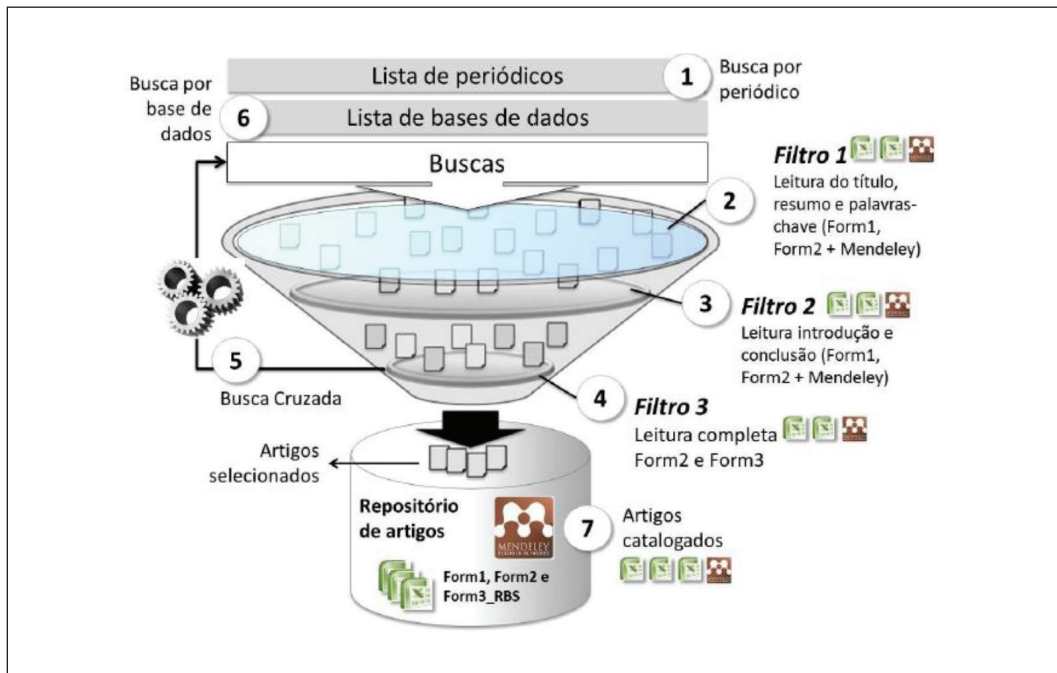 Lista de periódicos
1
Busca por
periódico
Busca por
base de
dados
6
Lista de bases de dados
Buscas
Filtro 1
Leitura do título,
resumo e palavras-
chave (Form1,
Form2 + Mendeley)
2
3
Filtro 2
Leitura introdução e
conclusão (Form1,
Form2 + Mendeley)
5
Busca Cruzada
4
Filtro 3
Leitura completa
Form2 e Form3
Artigos
selecionados
Repositório
de artigos
MENDELEY
7
Artigos
catalogados
Form1, Form2 e
Form3_RBS